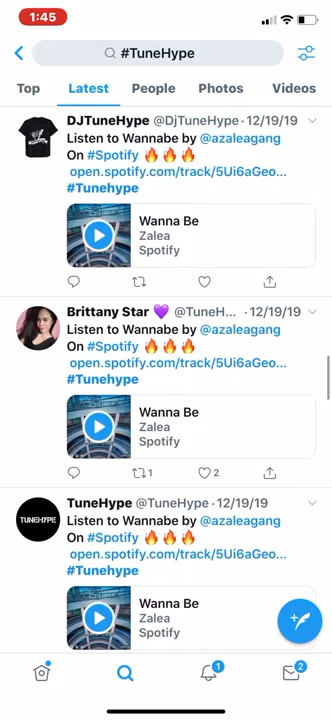 1:45
#TuneHype
Top Latest People Photos Videos
DJTuneHype @DjTuneHype · 12/19/19
Listen to Wannabe by @azaleagang
On #Spotify 🔥 🔥 🔥
open.spotify.com/track/5Ui6aGeo...
#Tunehype
Wanna Be
Zalea
Spotify
Brittany Star 💜 @TuneH... · 12/19/19
Listen to Wannabe by @azaleagang
On #Spotify 🔥 🔥 🔥
open.spotify.com/track/5Ui6aGeo...
#Tunehype
Wanna Be
Zalea
Spotify
1 2
TUNEHYPE
TuneHype @TuneHype · 12/19/19
Listen to Wannabe by @azaleagang
On #Spotify 🔥 🔥 🔥
open.spotify.com/track/5Ui6aGeo...
#Tunehype
Wanna Be
Zalea
Spotify
1 2